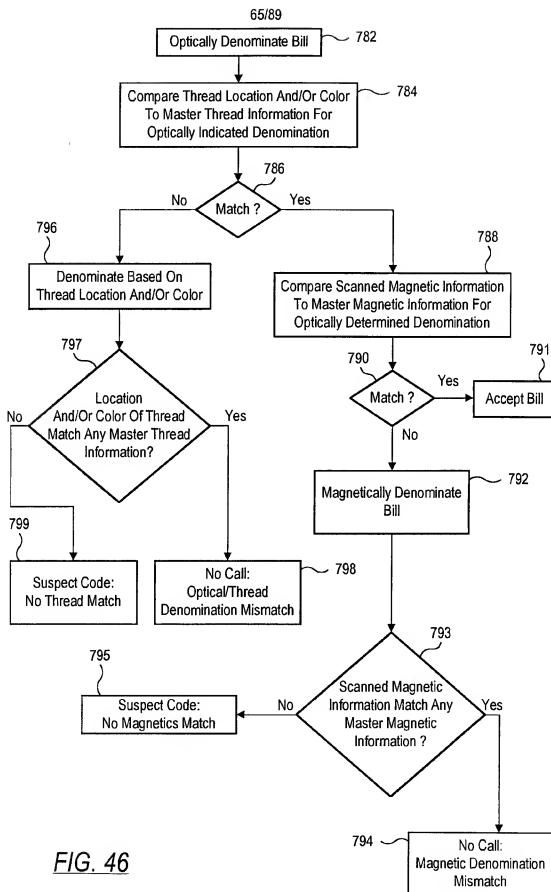 65/89
Optically Denominate Bill
782
Compare Thread Location And/Or Color
To Master Thread Information For
Optically Indicated Denomination
784
786
Match ?
No
Yes
796
Denominate Based On
Thread Location And/Or Color
788
Compare Scanned Magnetic Information
To Master Magnetic Information For
Optically Determined Denomination
797
Location
And/Or Color Of Thread
Match Any Master Thread
Information?
No
Yes
790
Match ?
Yes
No
791
Accept Bill
792
Magnetically Denominate
Bill
799
Suspect Code:
No Thread Match
798
No Call:
Optical/Thread
Denomination Mismatch
793
Scanned Magnetic
Information Match Any
Master Magnetic
Information ?
No
Yes
795
Suspect Code:
No Magnetics Match
794
No Call:
Magnetic Denomination
Mismatch
FIG. 46